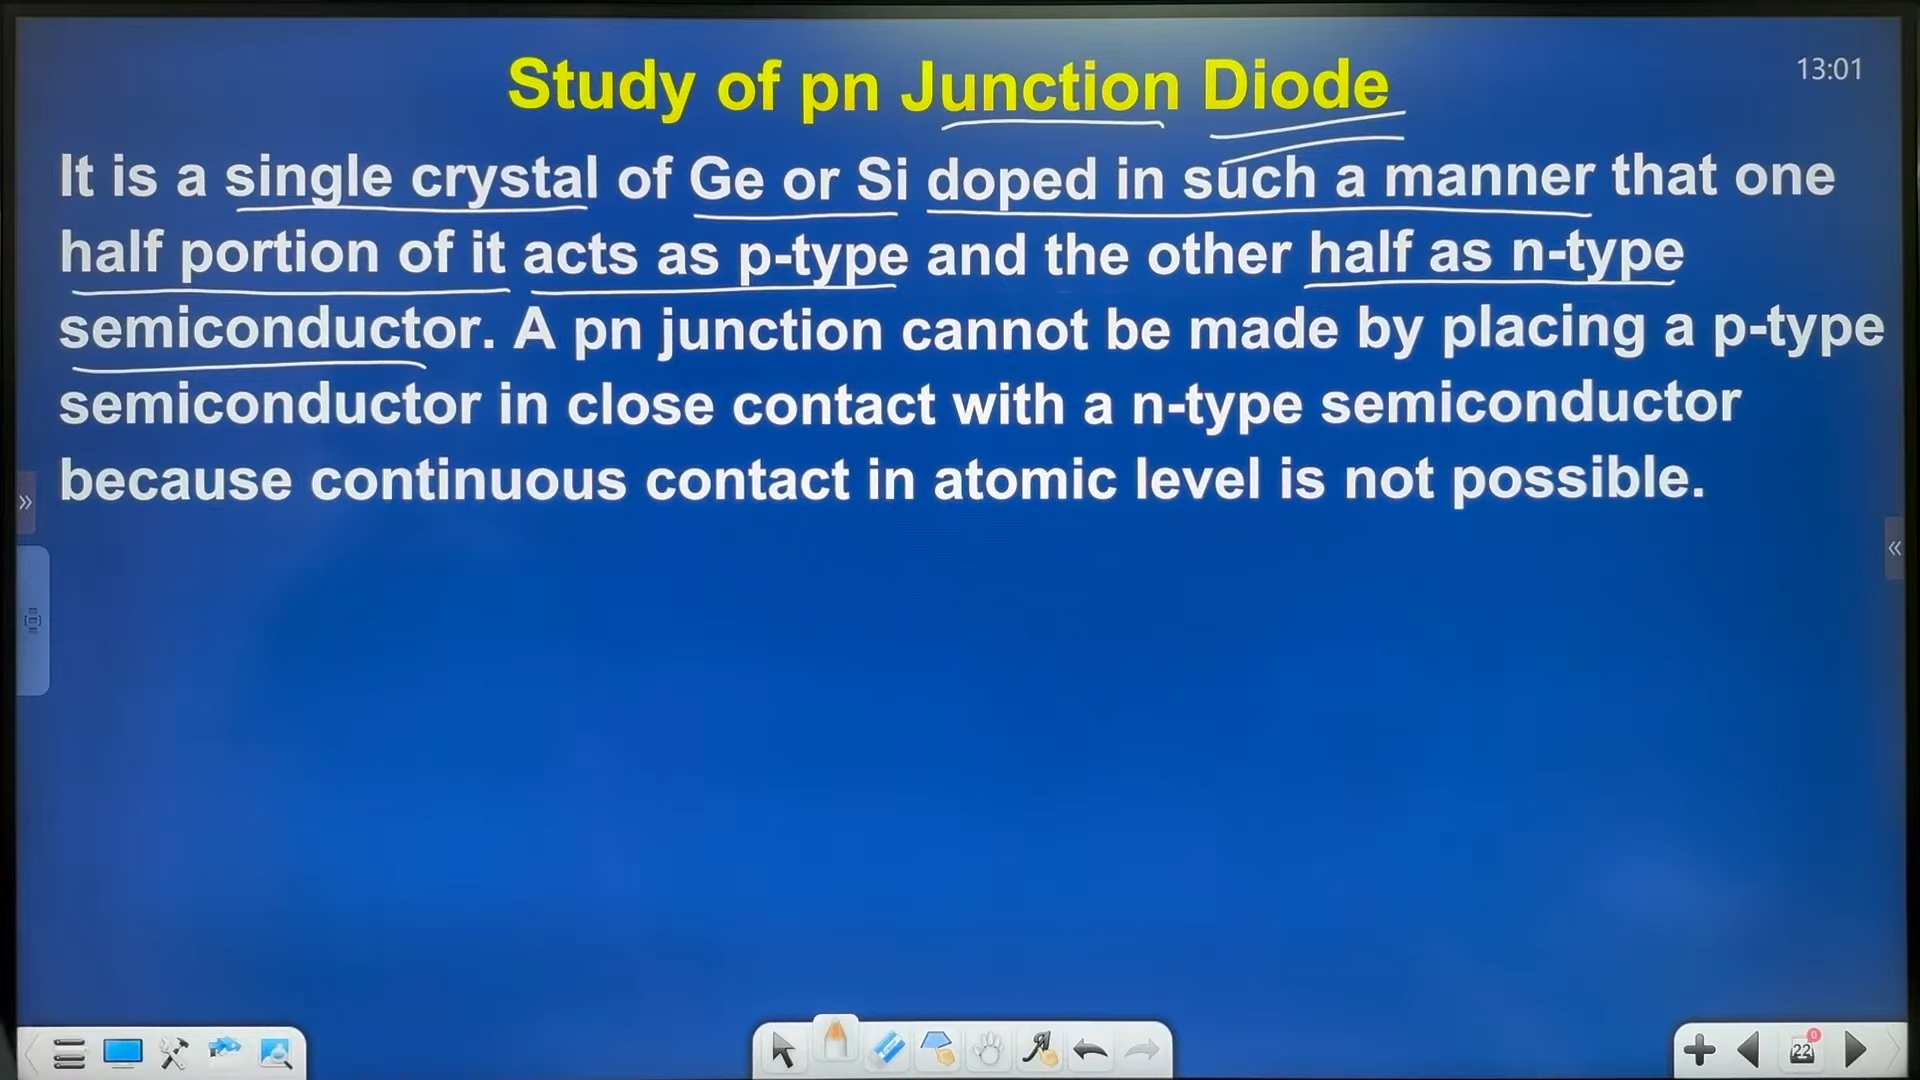 Study of pn Junction Diode
13:01
It is a single crystal of Ge or Si doped in such a manner that one
half portion of it acts as p-type and the other half as n-type
semiconductor. A pn junction cannot be made by placing a p-type
semiconductor in close contact with a n-type semiconductor
because continuous contact in atomic level is not possible.
22
0